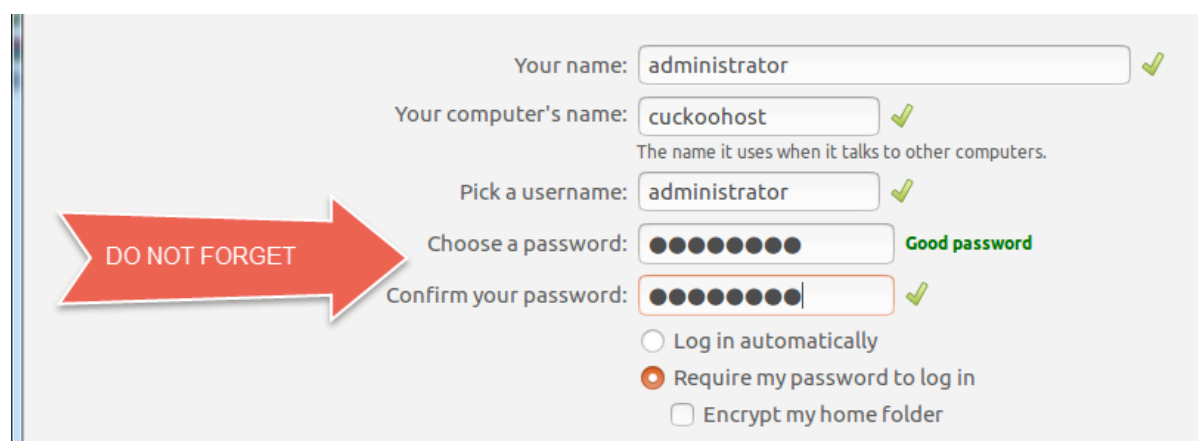 Your name: administrator
Your computer's name: cuckoohost
The name it uses when it talks to other computers.
Pick a username: administrator
DO NOT FORGET
Choose a password: ●●●●●●●● Good password
Confirm your password: ●●●●●●●●
Log in automatically
Require my password to log in
Encrypt my home folder